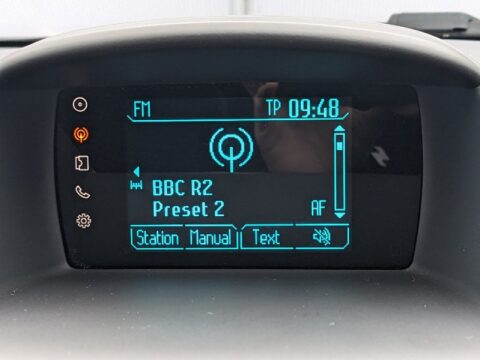 FM TP 09:48
BBC R2
Preset 2 AF
Station Manual Text